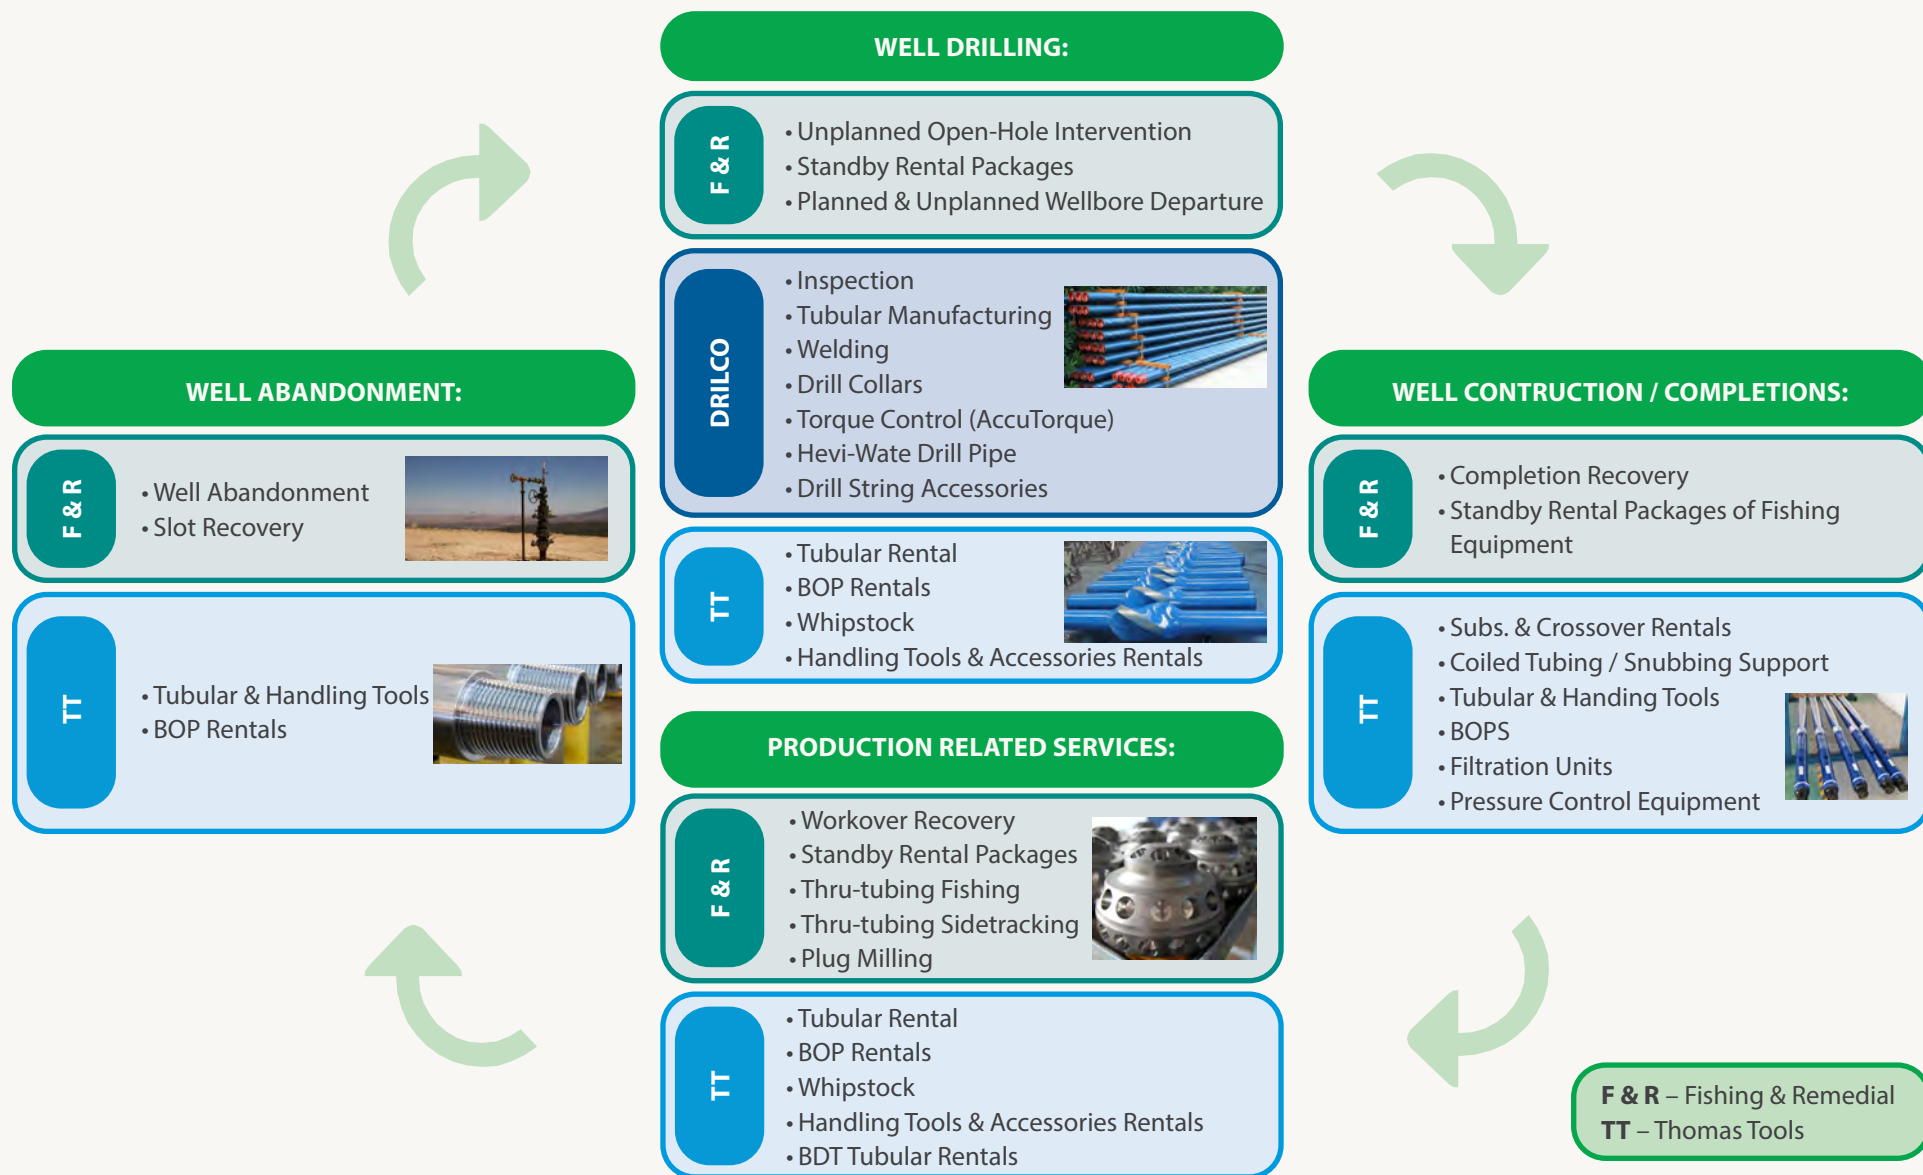 WELL DRILLING:
F & R
• Unplanned Open-Hole Intervention
• Standby Rental Packages
• Planned & Unplanned Wellbore Departure
DRILCO
• Inspection
• Tubular Manufacturing
• Welding
• Drill Collars
• Torque Control (AccuTorque)
• Hevi-Wate Drill Pipe
• Drill String Accessories
TT
• Tubular Rental
• BOP Rentals
• Whipstock
• Handling Tools & Accessories Rentals
WELL CONTRUCTION / COMPLETIONS:
F & R
• Completion Recovery
• Standby Rental Packages of Fishing
Equipment
TT
• Subs. & Crossover Rentals
• Coiled Tubing / Snubbing Support
• Tubular & Handing Tools
• BOPS
• Filtration Units
• Pressure Control Equipment
PRODUCTION RELATED SERVICES:
F & R
• Workover Recovery
• Standby Rental Packages
• Thru-tubing Fishing
• Thru-tubing Sidetracking
• Plug Milling
TT
• Tubular Rental
• BOP Rentals
• Whipstock
• Handling Tools & Accessories Rentals
• BDT Tubular Rentals
WELL ABANDONMENT:
F & R
• Well Abandonment
• Slot Recovery
TT
• Tubular & Handling Tools
• BOP Rentals
F & R – Fishing & Remedial
TT – Thomas Tools